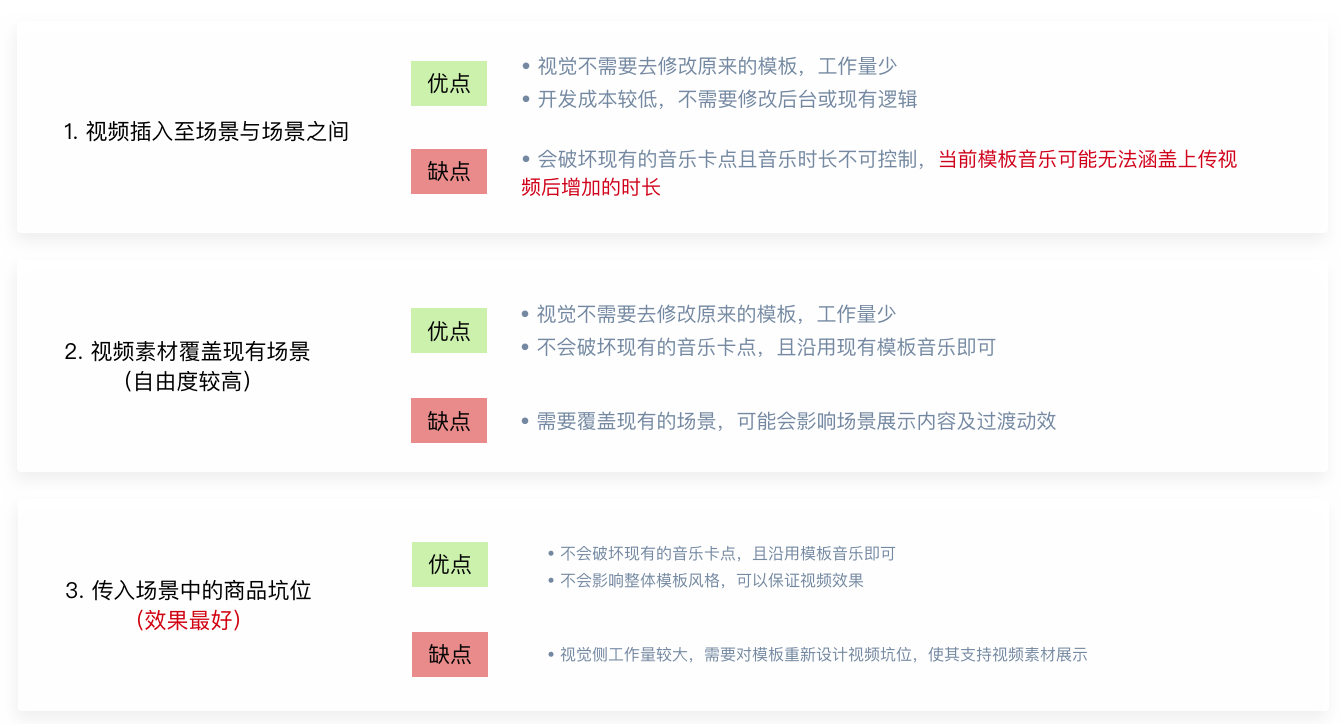 1. 视频插入至场景与场景之间
优点
• 视觉不需要去修改原来的模板，工作量少
• 开发成本较低，不需要修改后台或现有逻辑
缺点
• 会破坏现有的音乐卡点且音乐时长不可控制，当前模板音乐可能无法涵盖上传视
频后增加的时长
2. 视频素材覆盖现有场景
（自由度较高）
优点
• 视觉不需要去修改原来的模板，工作量少
• 不会破坏现有的音乐卡点，且沿用现有模板音乐即可
缺点
• 需要覆盖现有的场景，可能会影响场景展示内容及过渡动效
3. 传入场景中的商品坑位
（效果最好）
优点
• 不会破坏现有的音乐卡点，且沿用模板音乐即可
• 不会影响整体模板风格，可以保证视频效果
缺点
• 视觉侧工作量较大，需要对模板重新设计视频坑位，使其支持视频素材展示